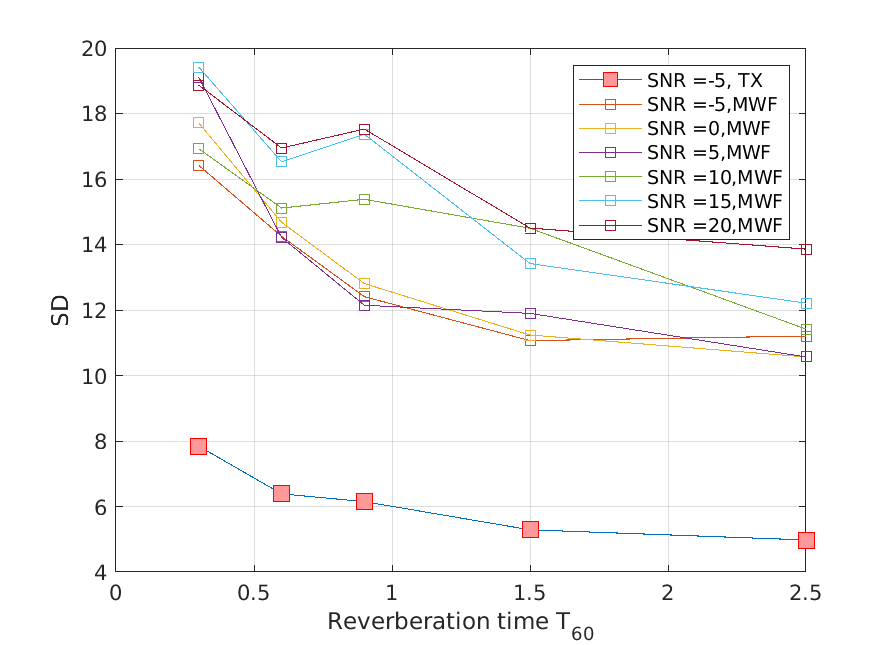 20
18
16
14
12
10
8
6
4
SD
SNR =-5, TX
SNR =-5,MWF
SNR =0,MWF
SNR =5,MWF
SNR =10,MWF
SNR =15,MWF
SNR =20,MWF
0 0.5 1 1.5 2 2.5
Reverberation time T60